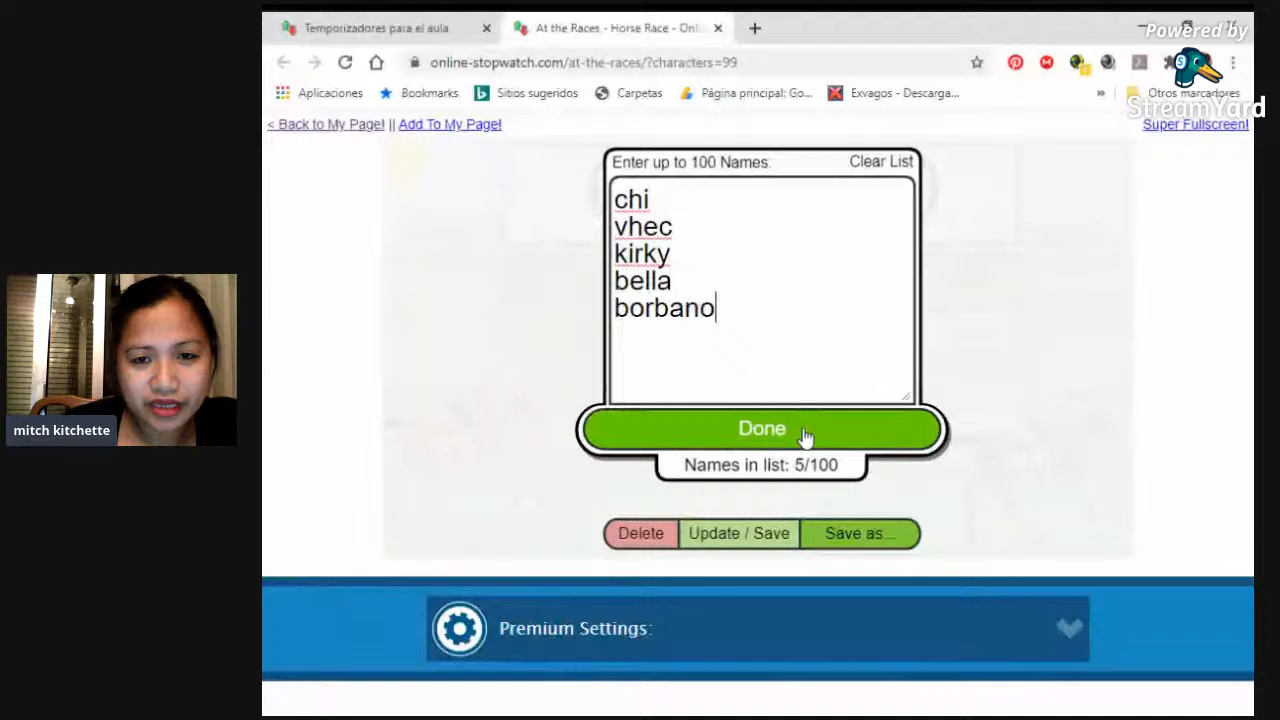 Temporizadores para el aula
At the Races - Horse Race - Onli
Powered by
StreamYard
online-stopwatch.com/at-the-races/?characters=99
Aplicaciones
Bookmarks
Sitios sugeridos
Carpetas
Página principal: Go...
Exvagos - Descarga...
»
Otros marcadores
< Back to My Page! || Add To My Page!
Super Fullscreen!
Enter up to 100 Names.
Clear List
chi
vhec
kirky
bella
borbano
Done
Names in list: 5/100
Delete
Update / Save
Save as...
mitch kitchette
Premium Settings: